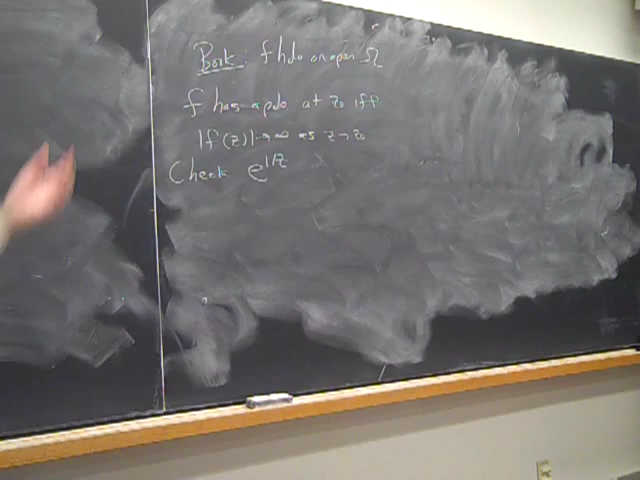 Book: f hdo on open Ω
f has a pole at z₀ iff
|f(z)| → ∞ as z → z₀
Check e^{1/z}